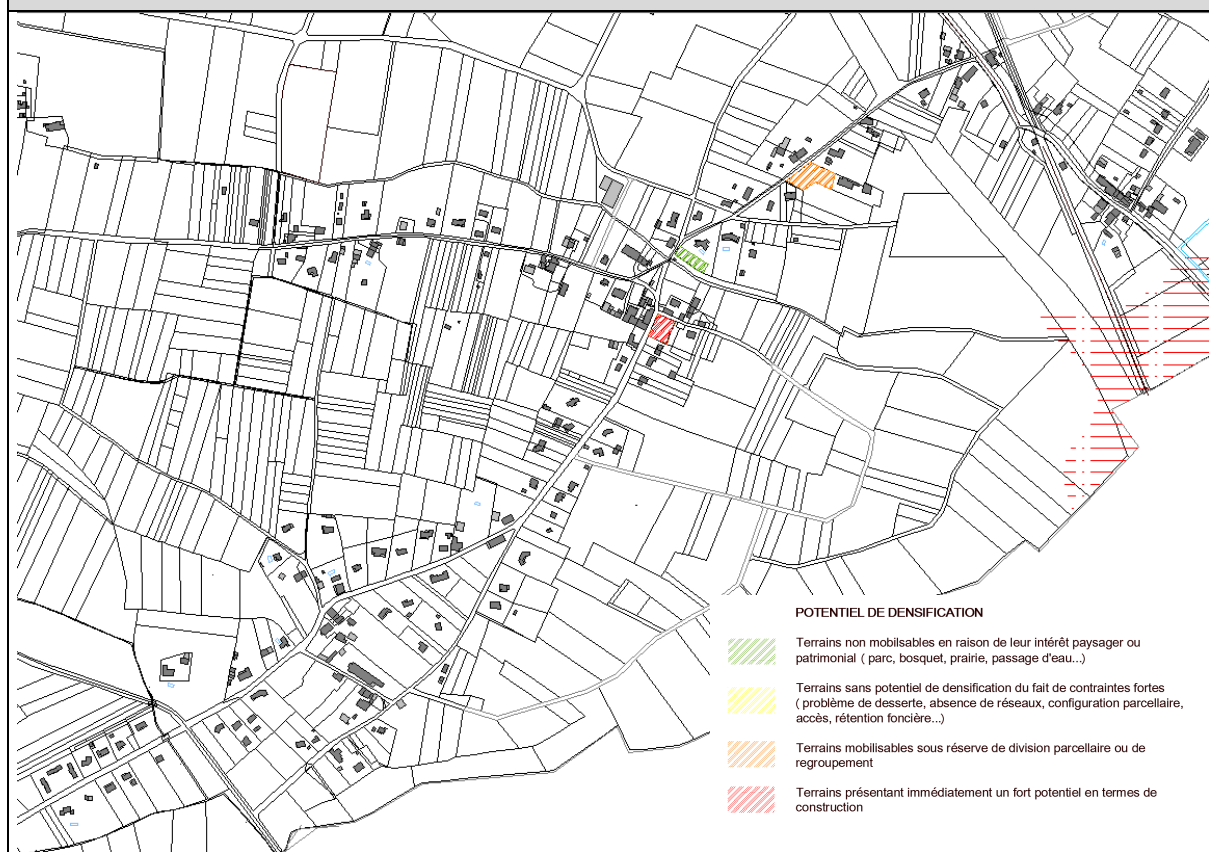 POTENTIEL DE DENSIFICATION
Terrains non mobilsables en raison de leur intérêt paysager ou
patrimonial ( parc, bosquet, prairie, passage d'eau...)
Terrains sans potentiel de densification du fait de contraintes fortes
( problème de desserte, absence de réseaux, configuration parcellaire,
accès, rétention foncière...)
Terrains mobilisables sous réserve de division parcellaire ou de
regroupement
Terrains présentant immédiatement un fort potentiel en termes de
construction